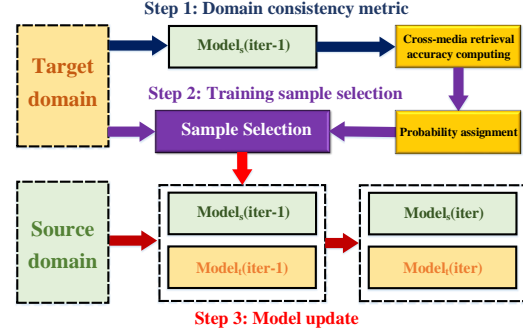 Step 1: Domain consistency metric
Target
domain
Modelₛ(iter-1)
Cross-media retrieval
accuracy computing
Step 2: Training sample selection
Sample Selection
Probability assignment
Source
domain
Modelₛ(iter-1)
Modelₜ(iter-1)
Modelₛ(iter)
Modelₜ(iter)
Step 3: Model update